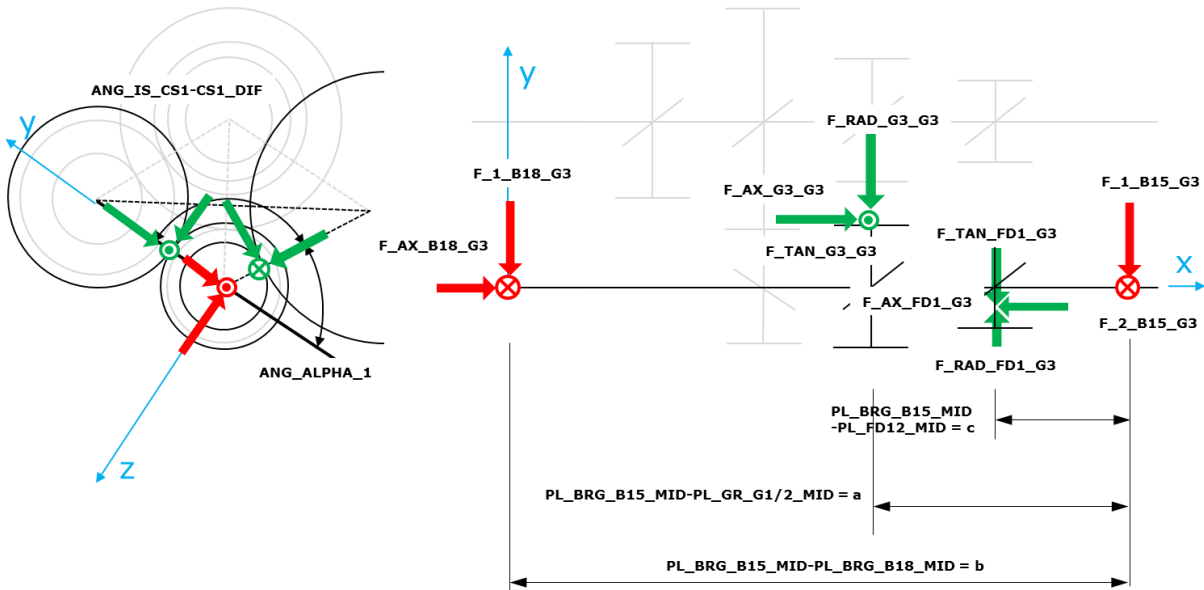 ANG_IS_CS1-CS1_DIF
y
z
ANG_ALPHA_1
y
F_1_B18_G3
F_AX_B18_G3
F_RAD_G3_G3
F_AX_G3_G3
F_TAN_G3_G3
F_1_B15_G3
F_TAN_FD1_G3
x
F_AX_FD1_G3
F_2_B15_G3
F_RAD_FD1_G3
PL_BRG_B15_MID
-PL_FD12_MID = c
PL_BRG_B15_MID-PL_GR_G1/2_MID = a
PL_BRG_B15_MID-PL_BRG_B18_MID = b